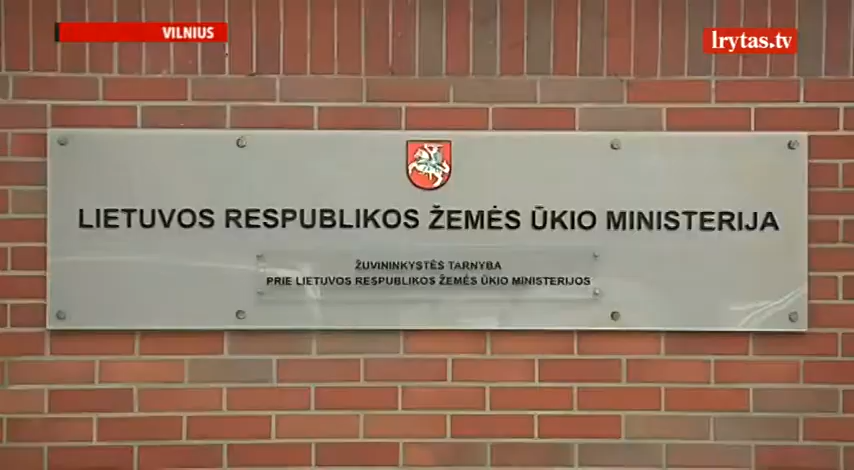 VILNIUS
lrytas.tv
LIETUVOS RESPUBLIKOS ŽEMĖS ŪKIO MINISTERIJA
ŽUVININKYSTĖS TARNYBA
PRIE LIETUVOS RESPUBLIKOS ŽEMĖS ŪKIO MINISTERIJOS